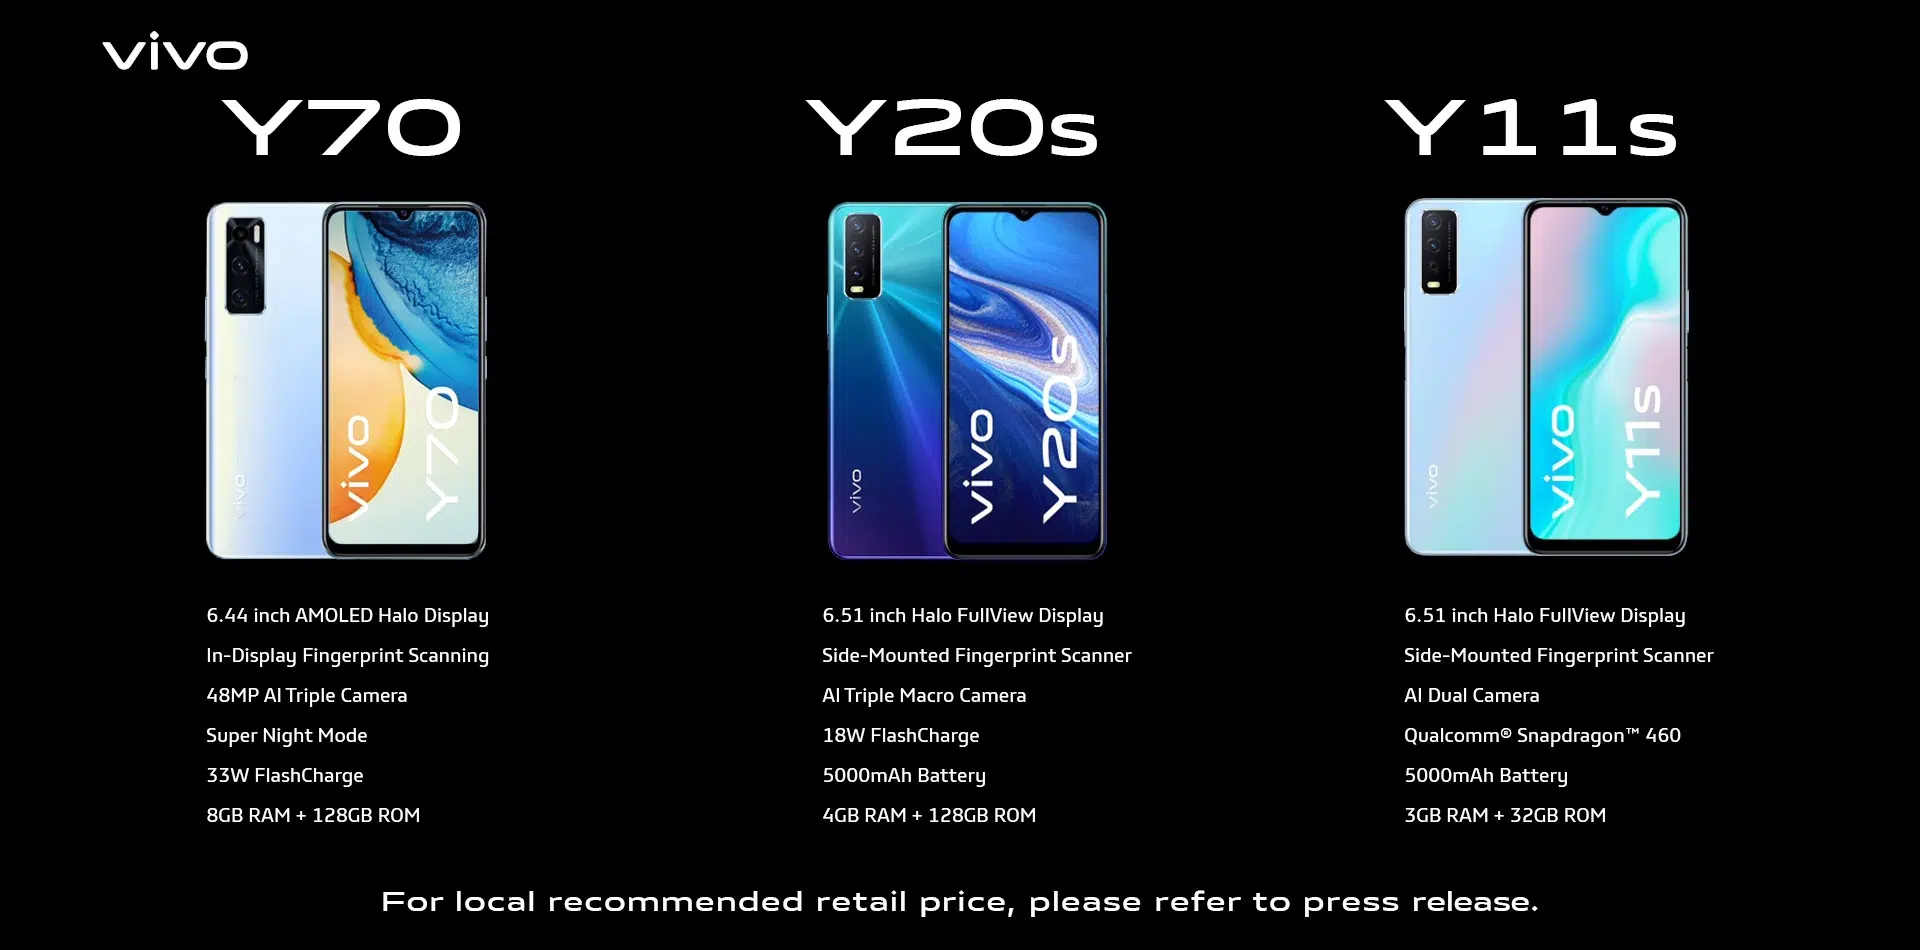 vivo
Y70
Y20s
Y11s
vivo
vivo
Y70
vivo
vivo
Y20s
vivo
vivo
Y11s
6.44 inch AMOLED Halo Display
In-Display Fingerprint Scanning
48MP AI Triple Camera
Super Night Mode
33W FlashCharge
8GB RAM + 128GB ROM
6.51 inch Halo FullView Display
Side-Mounted Fingerprint Scanner
AI Triple Macro Camera
18W FlashCharge
5000mAh Battery
4GB RAM + 128GB ROM
6.51 inch Halo FullView Display
Side-Mounted Fingerprint Scanner
AI Dual Camera
Qualcomm® Snapdragon™ 460
5000mAh Battery
3GB RAM + 32GB ROM
For local recommended retail price, please refer to press release.